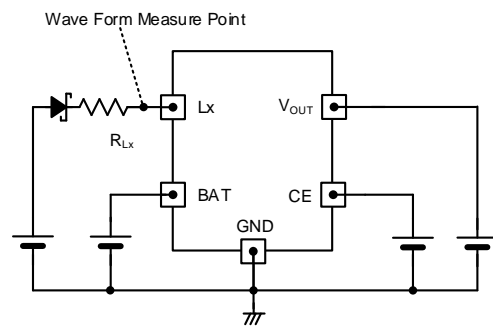 Wave Form Measure Point
Lx
VOUT
RLx
BAT
CE
GND